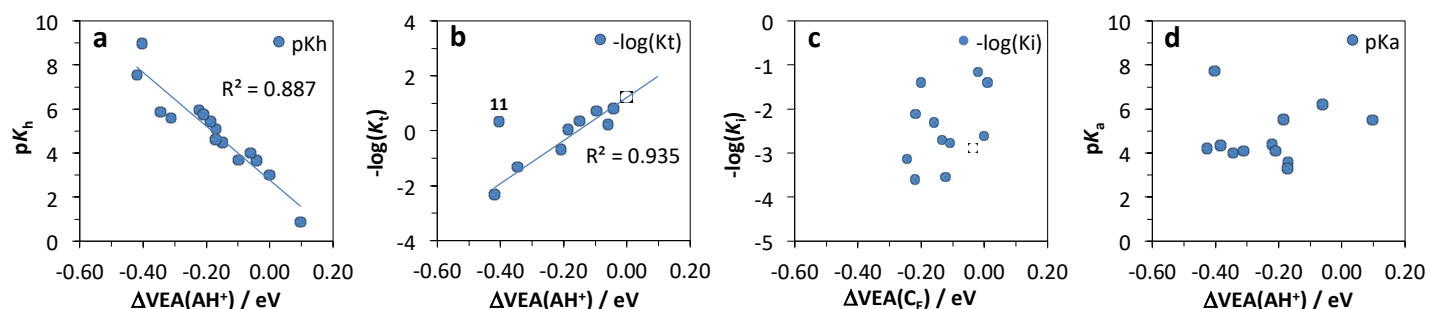 a
pKh
R² = 0.887
pKh
10
8
6
4
2
0
-0.60 -0.40 -0.20 0.00 0.20
ΔVEA(AH⁺) / eV
b
-log(Kt)
11
R² = 0.935
-log(Kt)
4
2
0
-2
-4
-0.60 -0.40 -0.20 0.00 0.20
ΔVEA(AH⁺) / eV
c
-log(Ki)
-log(Ki)
-0
-1
-2
-3
-4
-5
-0.60 -0.40 -0.20 0.00 0.20
ΔVEA(CE) / eV
d
pKa
pKa
10
8
6
4
2
0
-0.60 -0.40 -0.20 0.00 0.20
ΔVEA(AH⁺) / eV